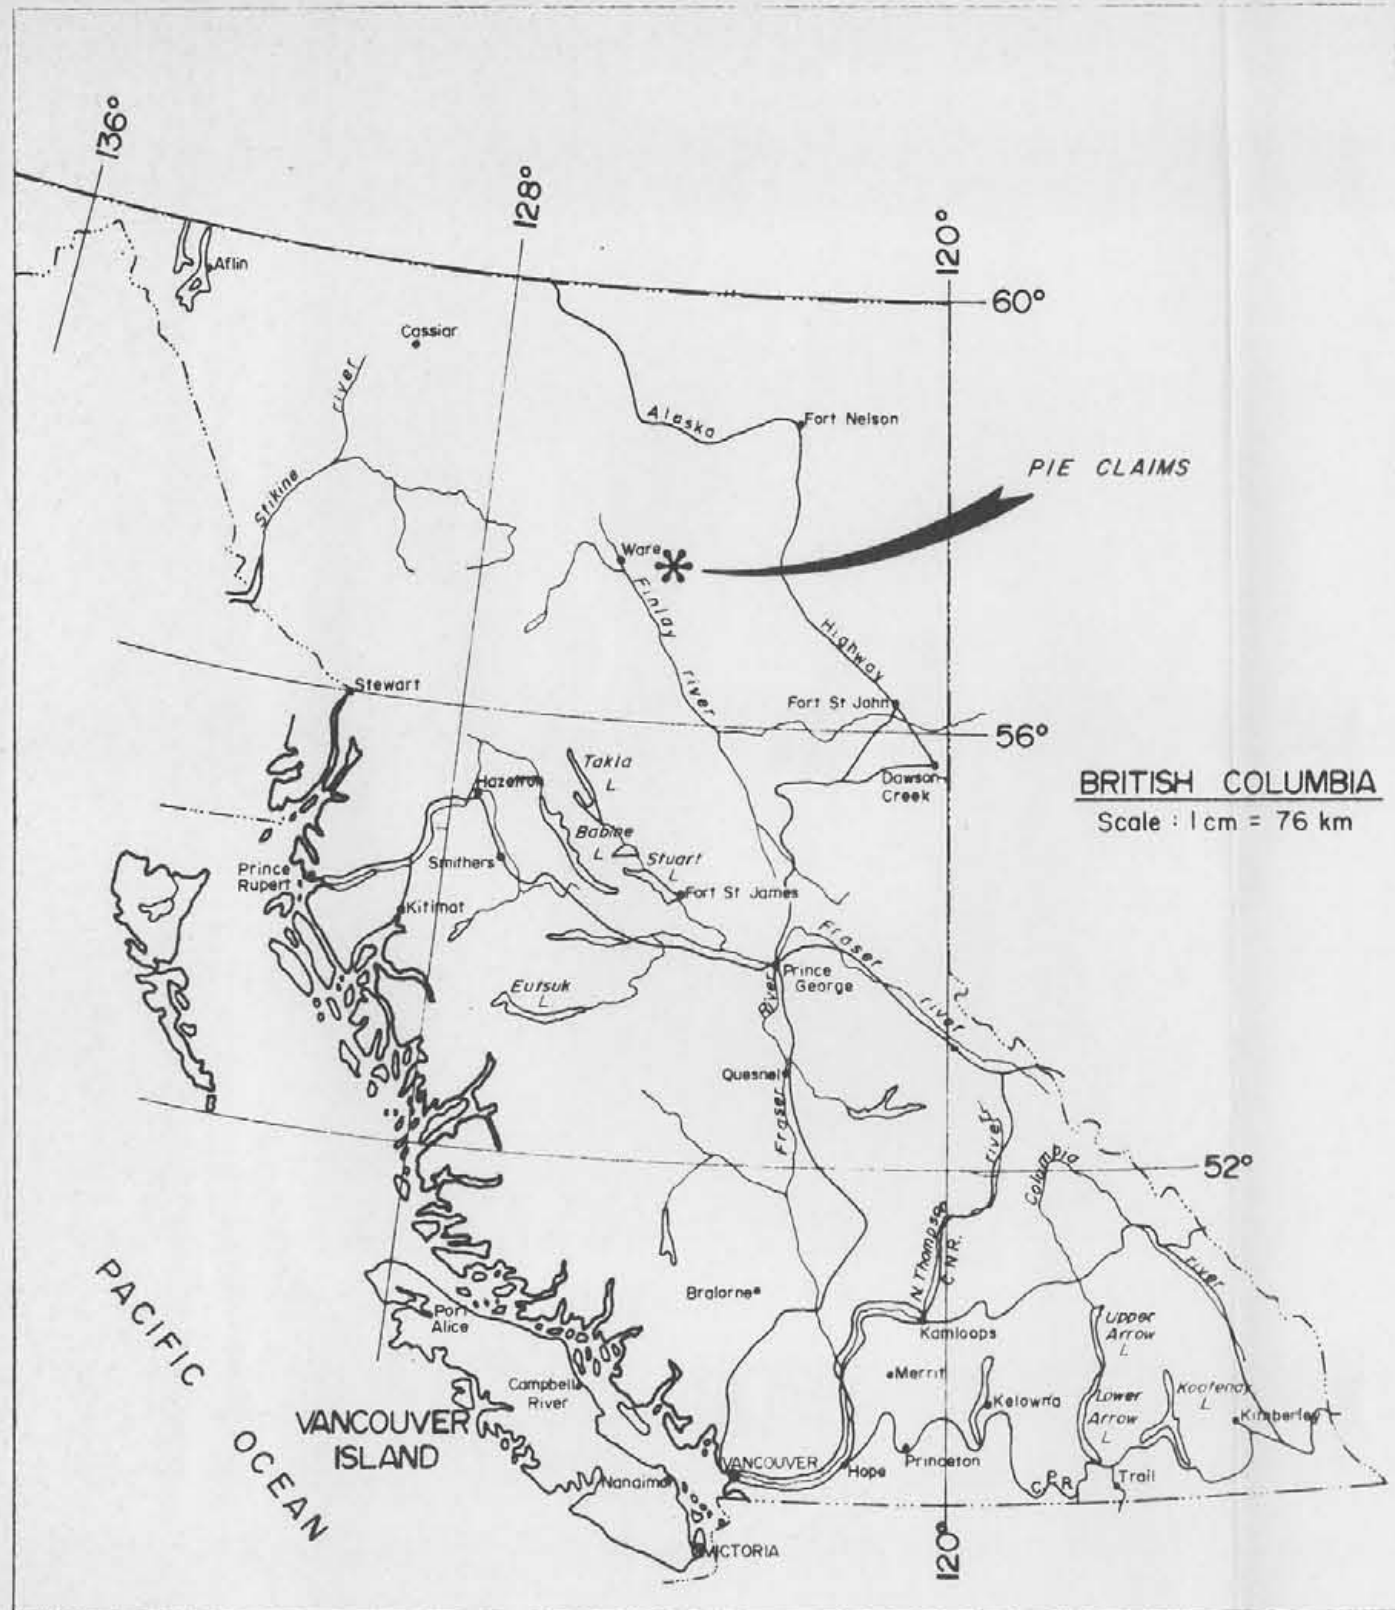 136°
128°
120°
Atlin
60°
Cassiar
river
Alaska
Fort Nelson
PIE CLAIMS
Stikine
Ware
Finlay
river
Highway
Stewart
Fort St John
56°
Takla
L
Hazelton
Dawson
Creek
BRITISH COLUMBIA
Scale : 1 cm = 76 km
Babine
L
Stuart
L
Smithers
Prince
Rupert
Fort St James
Kitimat
Fraser
river
Prince
George
River
Eutsuk
L
Quesnel
Fraser
river
Columbia
52°
N. Thompson
C.N.R.
river
PACIFIC
OCEAN
Bralorne
Port
Alice
Kamloops
Upper
Arrow
L
Merrit
Campbell
River
Kelowna
Lower
Arrow
L
Kootenay
L
Kimberley
VANCOUVER
ISLAND
VANCOUVER
Hope
Princeton
Nanaimo
C.P.R.
Trail
VICTORIA
120°